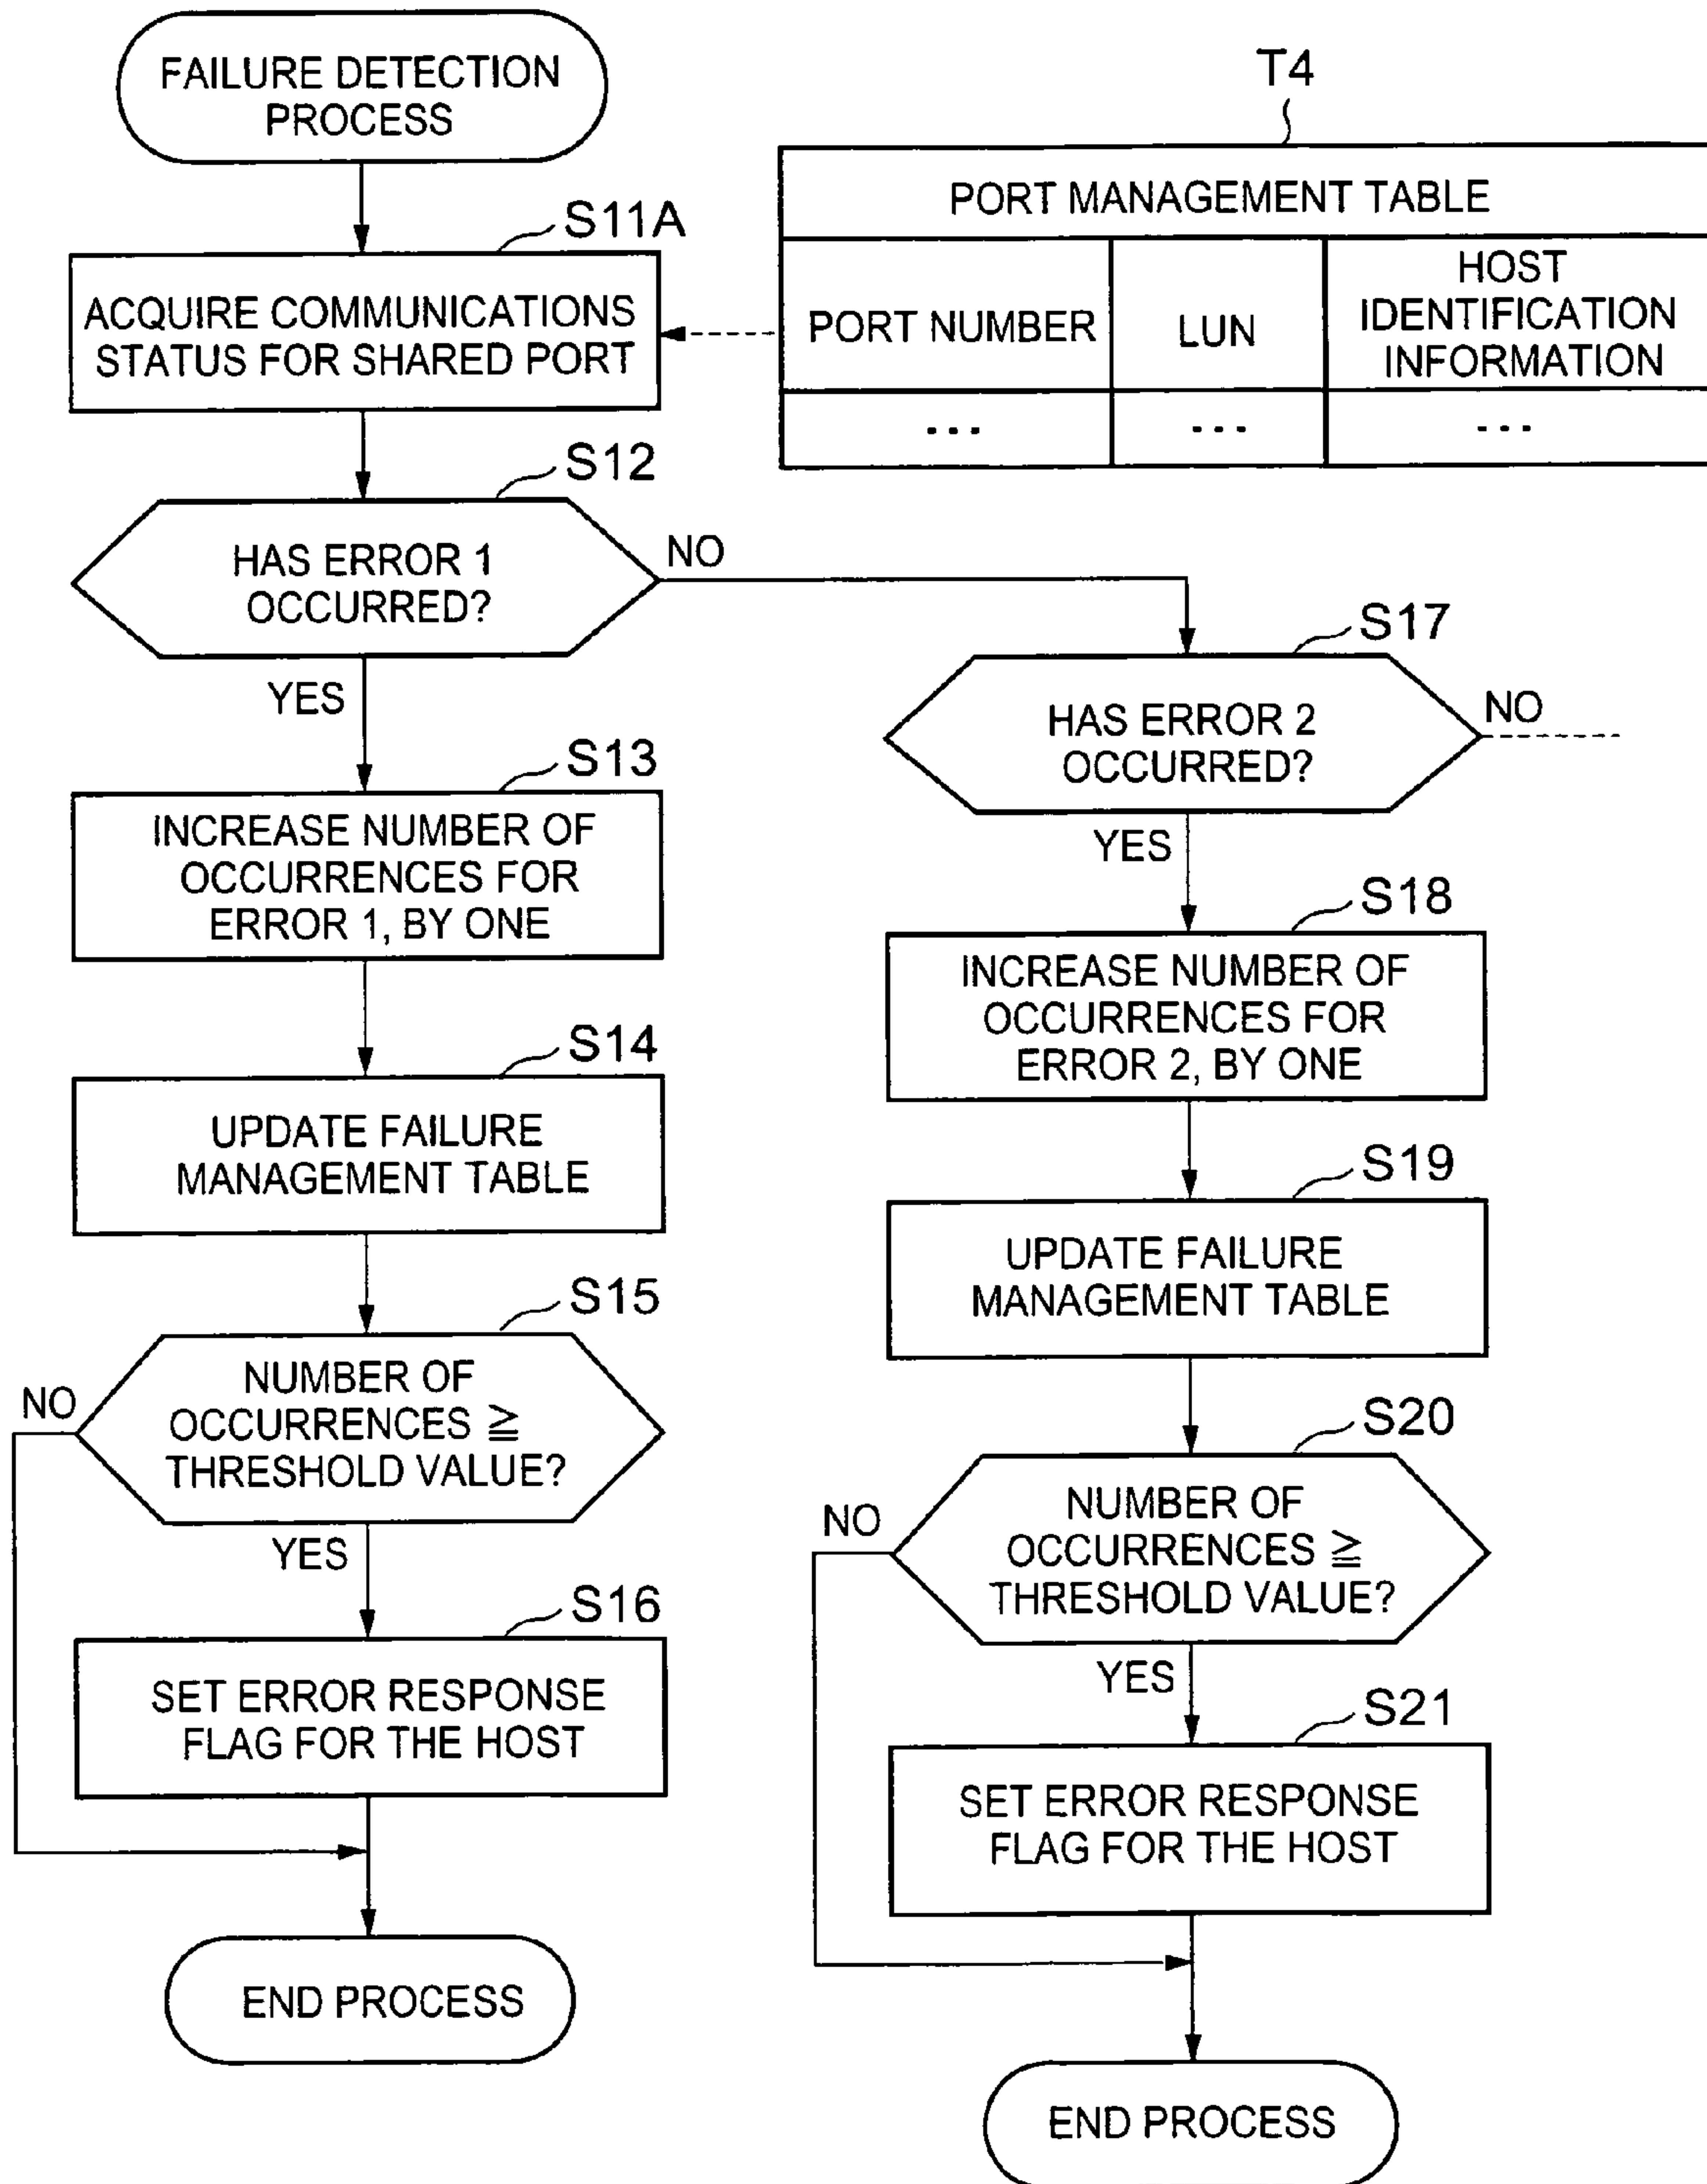 FAILURE DETECTION
PROCESS
T4
PORT MANAGEMENT TABLE
PORT NUMBER
LUN
HOST
IDENTIFICATION
INFORMATION
...
...
...
S11A
ACQUIRE COMMUNICATIONS
STATUS FOR SHARED PORT
S12
HAS ERROR 1
OCCURRED?
NO
YES
S13
INCREASE NUMBER OF
OCCURRENCES FOR
ERROR 1, BY ONE
S14
UPDATE FAILURE
MANAGEMENT TABLE
S15
NUMBER OF
OCCURRENCES ≧
THRESHOLD VALUE?
NO
YES
S16
SET ERROR RESPONSE
FLAG FOR THE HOST
END PROCESS
S17
HAS ERROR 2
OCCURRED?
NO
YES
S18
INCREASE NUMBER OF
OCCURRENCES FOR
ERROR 2, BY ONE
S19
UPDATE FAILURE
MANAGEMENT TABLE
S20
NUMBER OF
OCCURRENCES ≧
THRESHOLD VALUE?
NO
YES
S21
SET ERROR RESPONSE
FLAG FOR THE HOST
END PROCESS